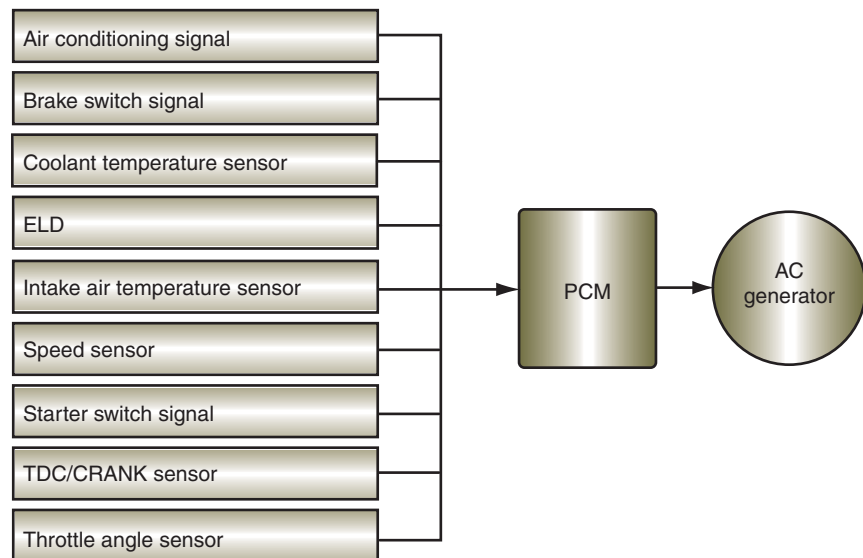 Air conditioning signal
Brake switch signal
Coolant temperature sensor
ELD
Intake air temperature sensor
Speed sensor
Starter switch signal
TDC/CRANK sensor
Throttle angle sensor
PCM
AC
generator